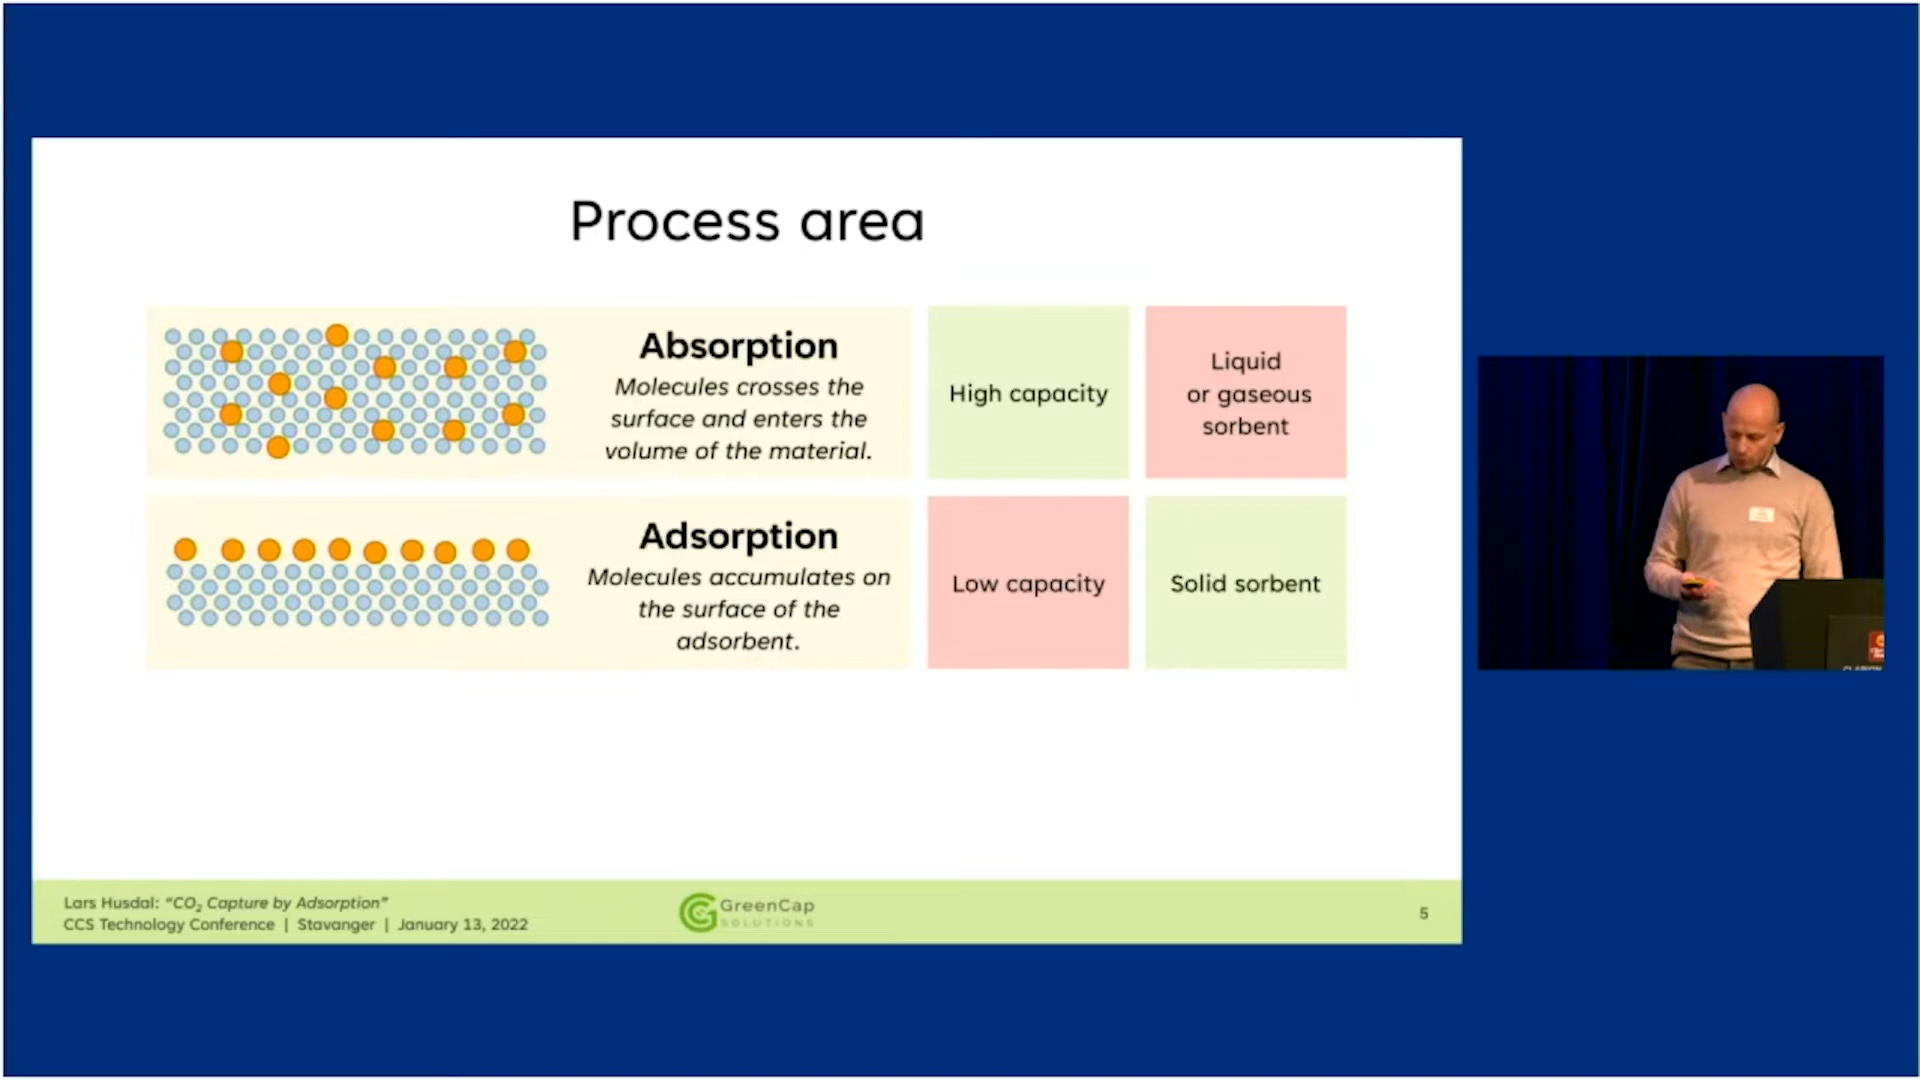 Process area
Absorption
Molecules crosses the
surface and enters the
volume of the material.
High capacity
Liquid
or gaseous
sorbent
Adsorption
Molecules accumulates on
the surface of the
adsorbent.
Low capacity
Solid sorbent
Lars Husdal: “CO₂ Capture by Adsorption”
CCS Technology Conference | Stavanger | January 13, 2022
GreenCap
SOLUTIONS
5